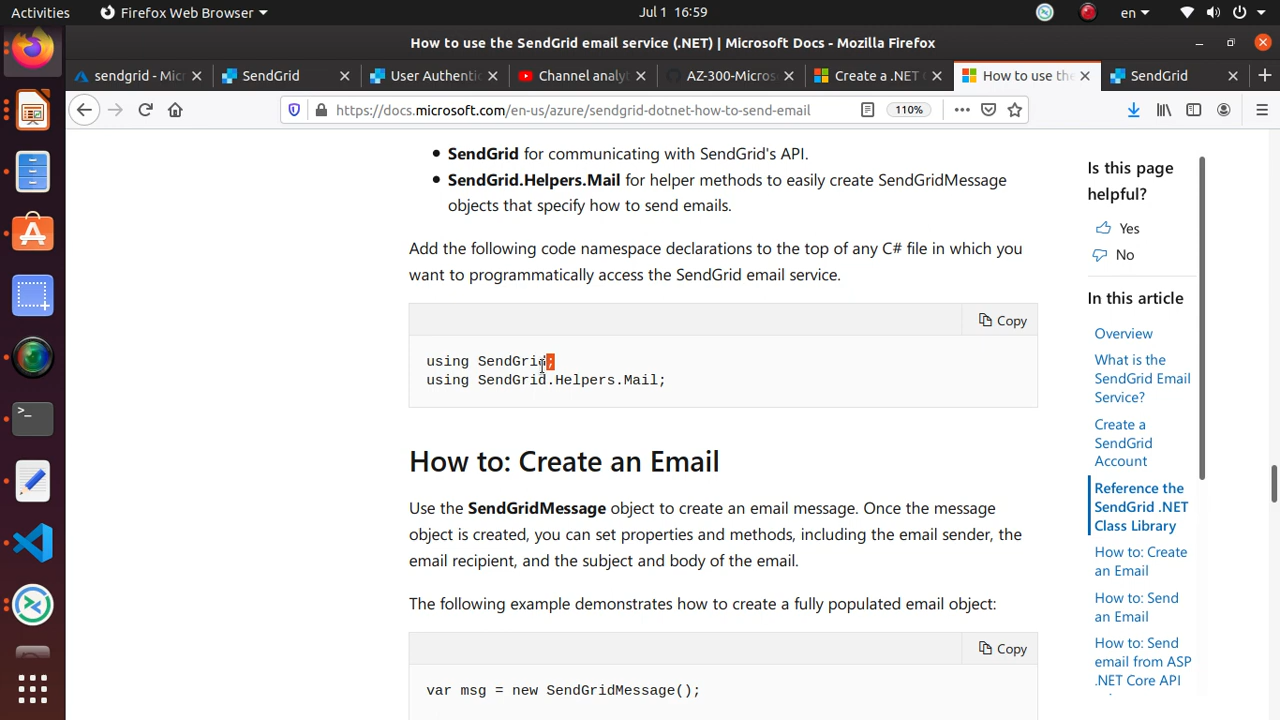 Activities
Firefox Web Browser
Jul 1 16:59
en
How to use the SendGrid email service (.NET) | Microsoft Docs - Mozilla Firefox
sendgrid - Mic
SendGrid
User Authentic
Channel analyt
AZ-300-Microso
Create a .NET
How to use the
SendGrid
https://docs.microsoft.com/en-us/azure/sendgrid-dotnet-how-to-send-email
110%
SendGrid for communicating with SendGrid's API.
SendGrid.Helpers.Mail for helper methods to easily create SendGridMessage
objects that specify how to send emails.
Add the following code namespace declarations to the top of any C# file in which you
want to programmatically access the SendGrid email service.
Copy
using SendGrid;
using SendGrid.Helpers.Mail;
How to: Create an Email
Use the SendGridMessage object to create an email message. Once the message
object is created, you can set properties and methods, including the email sender, the
email recipient, and the subject and body of the email.
The following example demonstrates how to create a fully populated email object:
Copy
var msg = new SendGridMessage();
Is this page
helpful?
Yes
No
In this article
Overview
What is the
SendGrid Email
Service?
Create a
SendGrid
Account
Reference the
SendGrid .NET
Class Library
How to: Create
an Email
How to: Send
an Email
How to: Send
email from ASP
.NET Core API